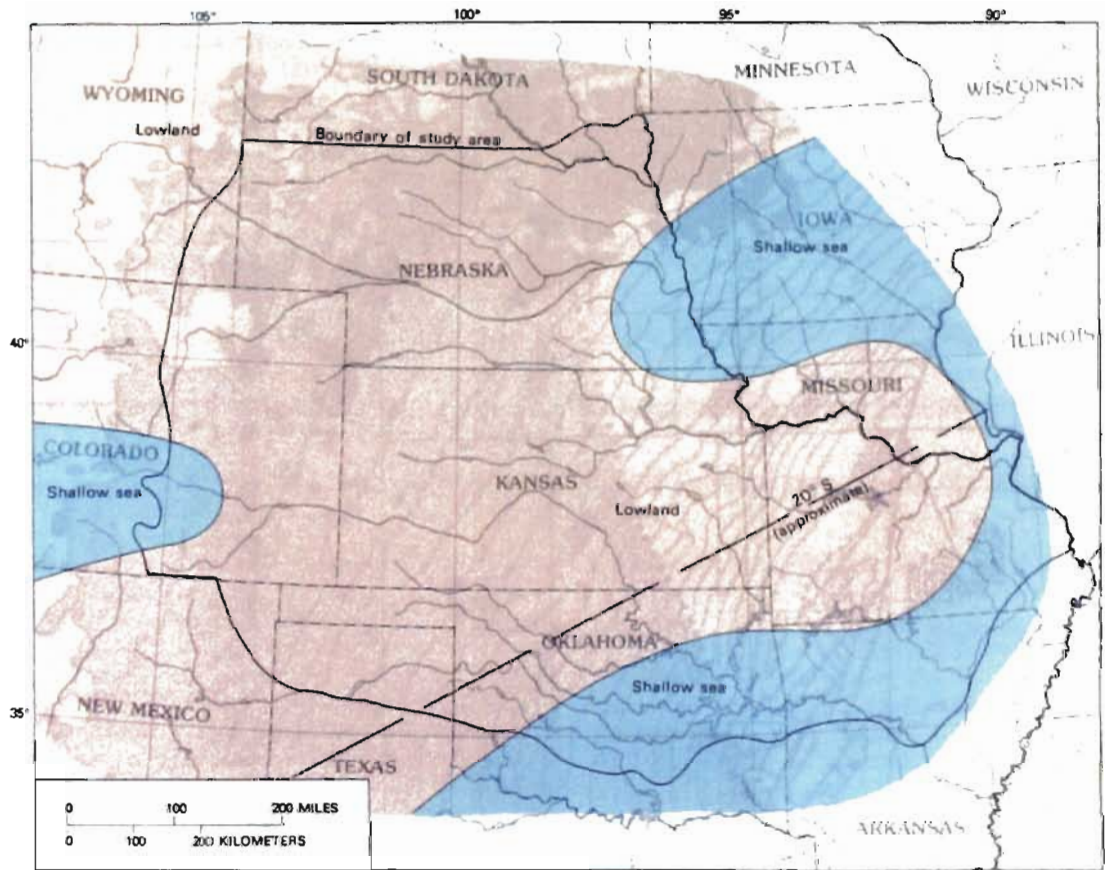 105°
100°
95°
90°
SOUTH DAKOTA
MINNESOTA
WISCONSIN
WYOMING
Lowland
Boundary of study area
IOWA
Shallow sea
NEBRASKA
ILLINOIS
40°
MISSOURI
COLORADO
Shallow sea
KANSAS
Lowland
20° S
(approximate)
OKLAHOMA
Shallow sea
NEW MEXICO
35°
TEXAS
ARKANSAS
0 100 200 MILES
0 100 200 KILOMETERS